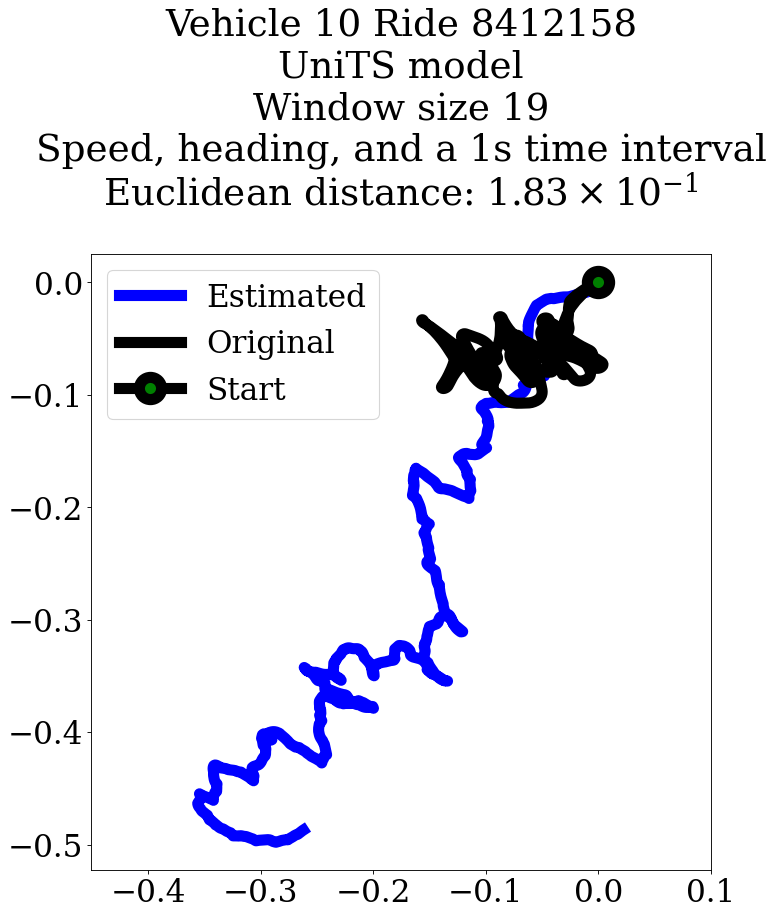 Vehicle 10 Ride 8412158
UniTS model
Window size 19
Speed, heading, and a 1s time interval
Euclidean distance: 1.83 × 10⁻¹
Estimated
Original
Start
0.0
−0.1
−0.2
−0.3
−0.4
−0.5
−0.4 −0.3 −0.2 −0.1 0.0 0.1